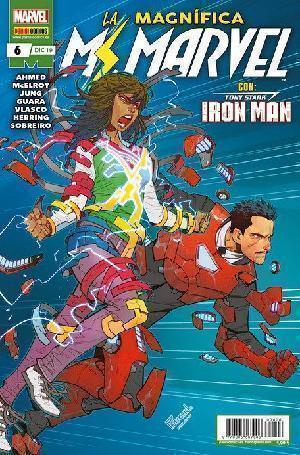 MARVEL
PANINI COMICS
6
DIC 19
LA MAGNÍFICA
MS MARVEL
CON:
TONY STARK
IRON MAN
AHMED
McELROY
JUNG
GUARA
VLASCO
HERRING
SOBREIRO